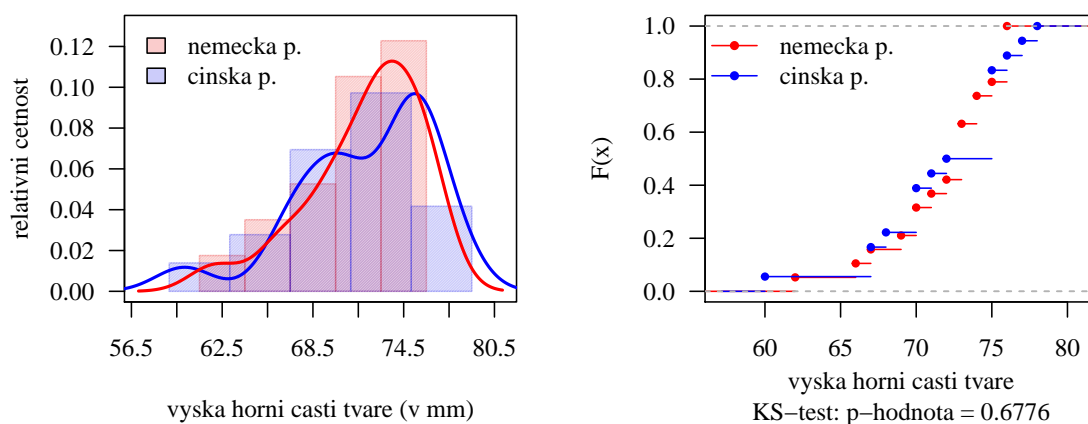 relativni cetnost
0.12
0.10
0.08
0.06
0.04
0.02
0.00
nemecka p.
cinska p.
56.5 62.5 68.5 74.5 80.5
vyska horni casti tvare (v mm)
F(x)
1.0
0.8
0.6
0.4
0.2
0.0
nemecka p.
cinska p.
60 65 70 75 80
vyska horni casti tvare
KS−test: p−hodnota = 0.6776